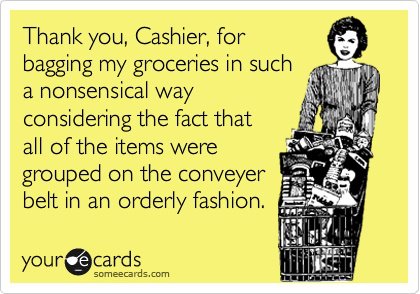 Thank you, Cashier, for
bagging my groceries in such
a nonsensical way
considering the fact that
all of the items were
grouped on the conveyer
belt in an orderly fashion.
your e cards
someecards.com